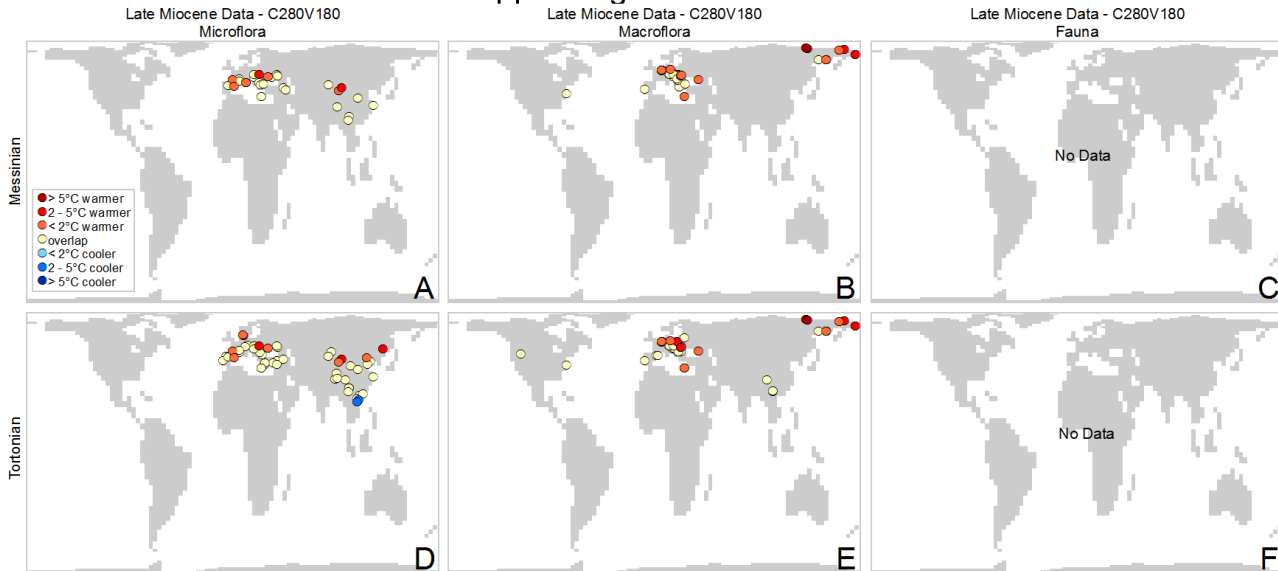 Late Miocene Data - C280V180
Microflora
Late Miocene Data - C280V180
Macroflora
Late Miocene Data - C280V180
Fauna
Messinian
> 5°C warmer
2 - 5°C warmer
< 2°C warmer
overlap
< 2°C cooler
2 - 5°C cooler
> 5°C cooler
A
B
No Data
C
Tortonian
D
E
No Data
F